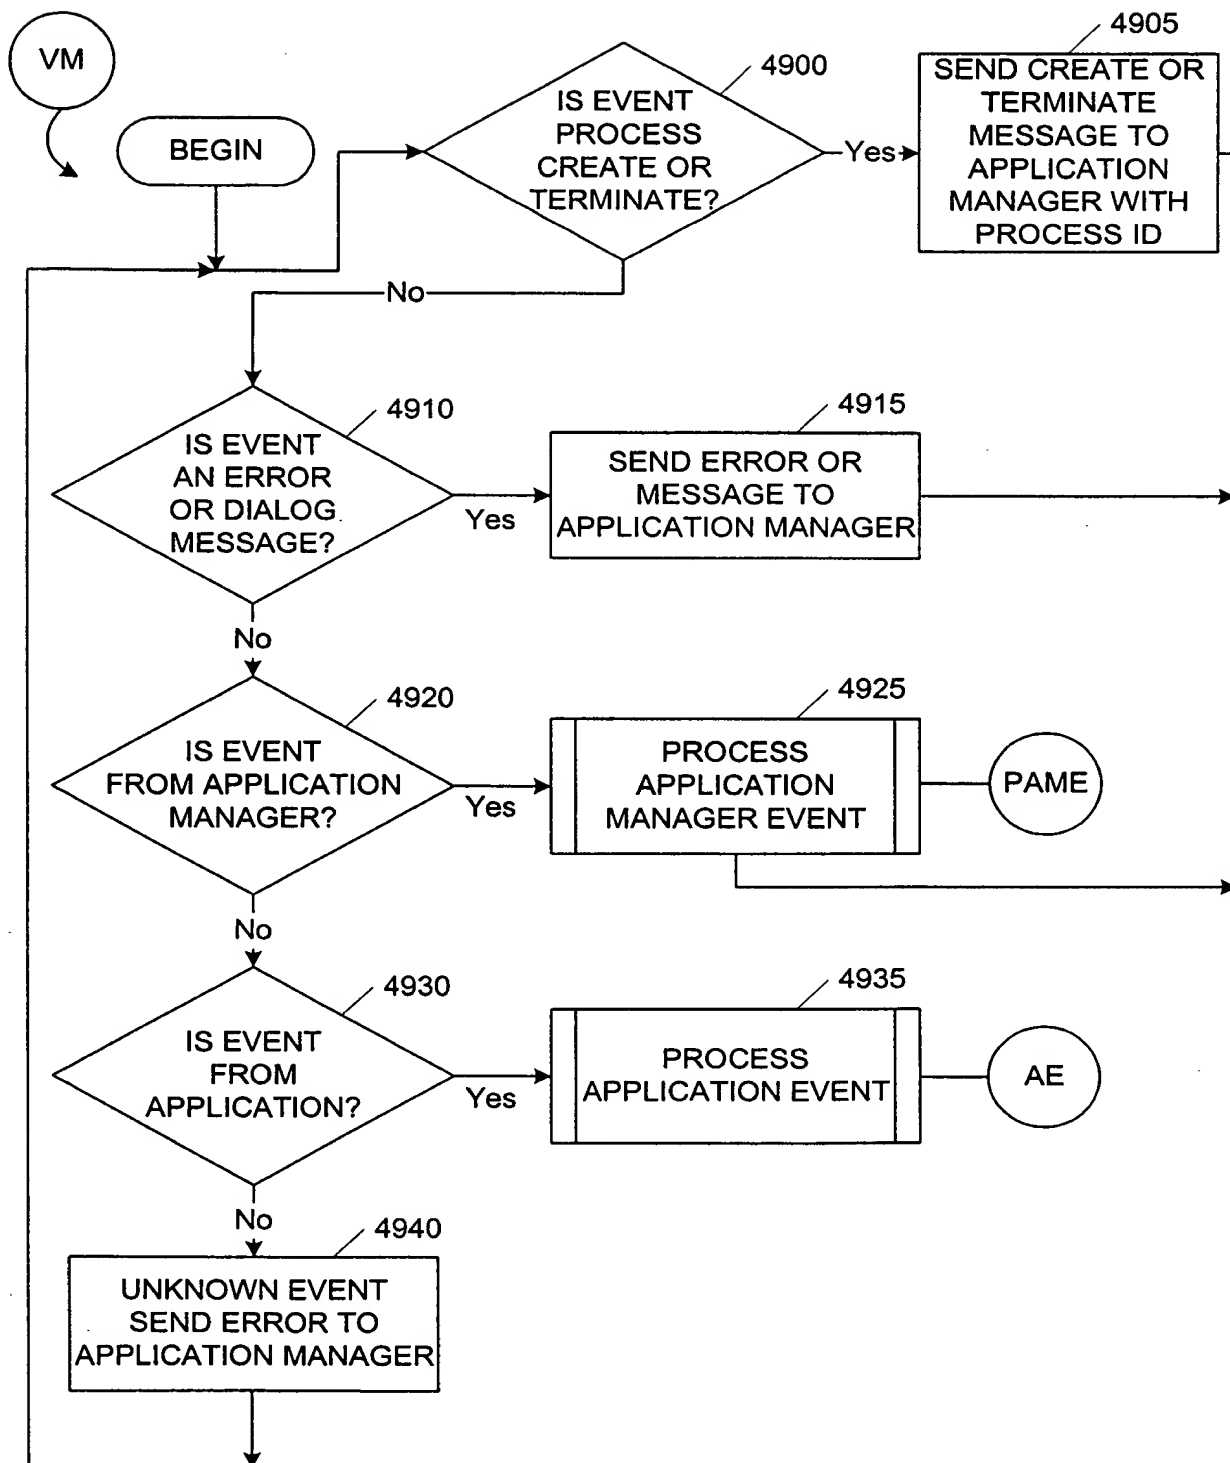 VM
BEGIN
4900
IS EVENT
PROCESS
CREATE OR
TERMINATE?
Yes
4905
SEND CREATE OR
TERMINATE
MESSAGE TO
APPLICATION
MANAGER WITH
PROCESS ID
No
4910
IS EVENT
AN ERROR
OR DIALOG
MESSAGE?
Yes
4915
SEND ERROR OR
MESSAGE TO
APPLICATION MANAGER
No
4920
IS EVENT
FROM APPLICATION
MANAGER?
Yes
4925
PROCESS
APPLICATION
MANAGER EVENT
PAME
No
4930
IS EVENT
FROM
APPLICATION?
Yes
4935
PROCESS
APPLICATION EVENT
AE
No
4940
UNKNOWN EVENT
SEND ERROR TO
APPLICATION MANAGER